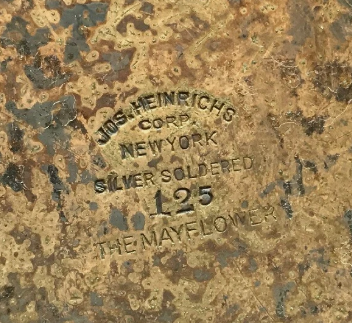 JOS. HEINRICHS
CORP.
NEW YORK
SILVER SOLDERED
125
THE MAYFLOWER